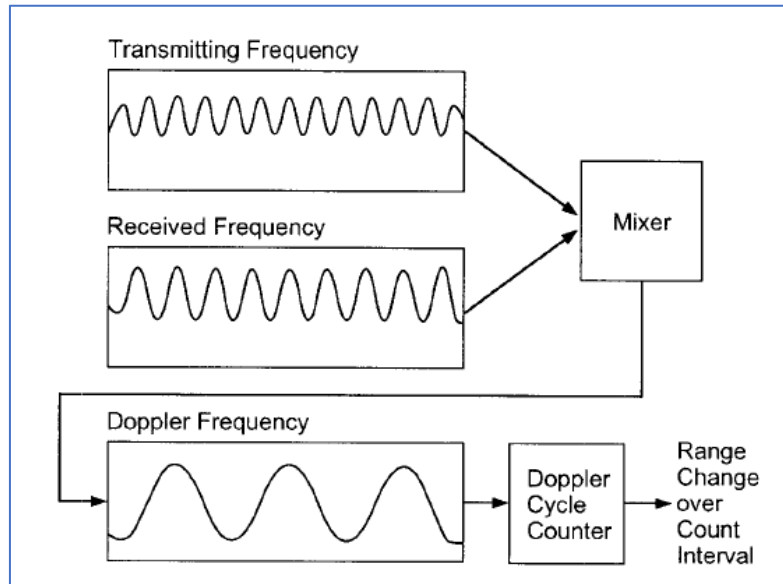 Transmitting Frequency
Mixer
Received Frequency
Doppler Frequency
Doppler
Cycle
Counter
Range
Change
over
Count
Interval